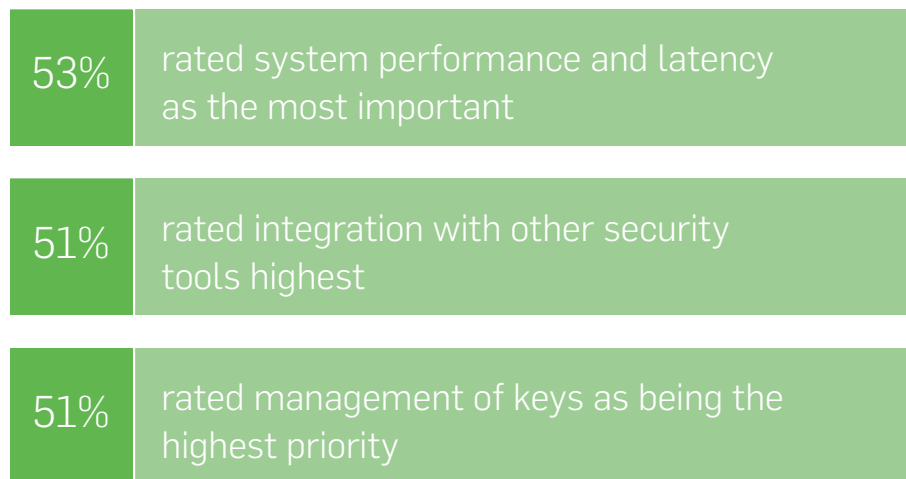 53%
rated system performance and latency
as the most important
51%
rated integration with other security
tools highest
51%
rated management of keys as being the
highest priority